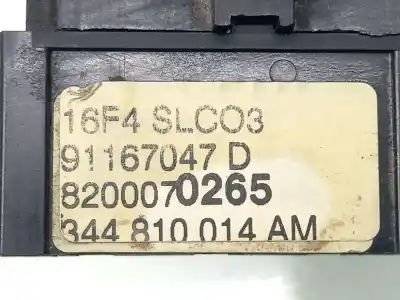 16F4 SLCO3
91167047 D
8200070265
344 810 014 AM